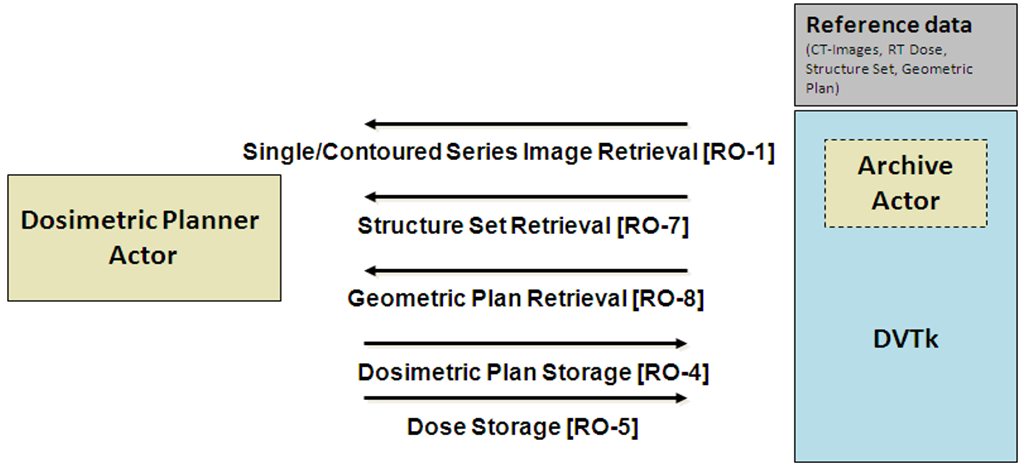 Reference data
(CT-Images, RT Dose,
Structure Set, Geometric
Plan)
Single/Contoured Series Image Retrieval [RO-1]
Archive
Actor
Dosimetric Planner
Actor
Structure Set Retrieval [RO-7]
Geometric Plan Retrieval [RO-8]
DVTk
Dosimetric Plan Storage [RO-4]
Dose Storage [RO-5]